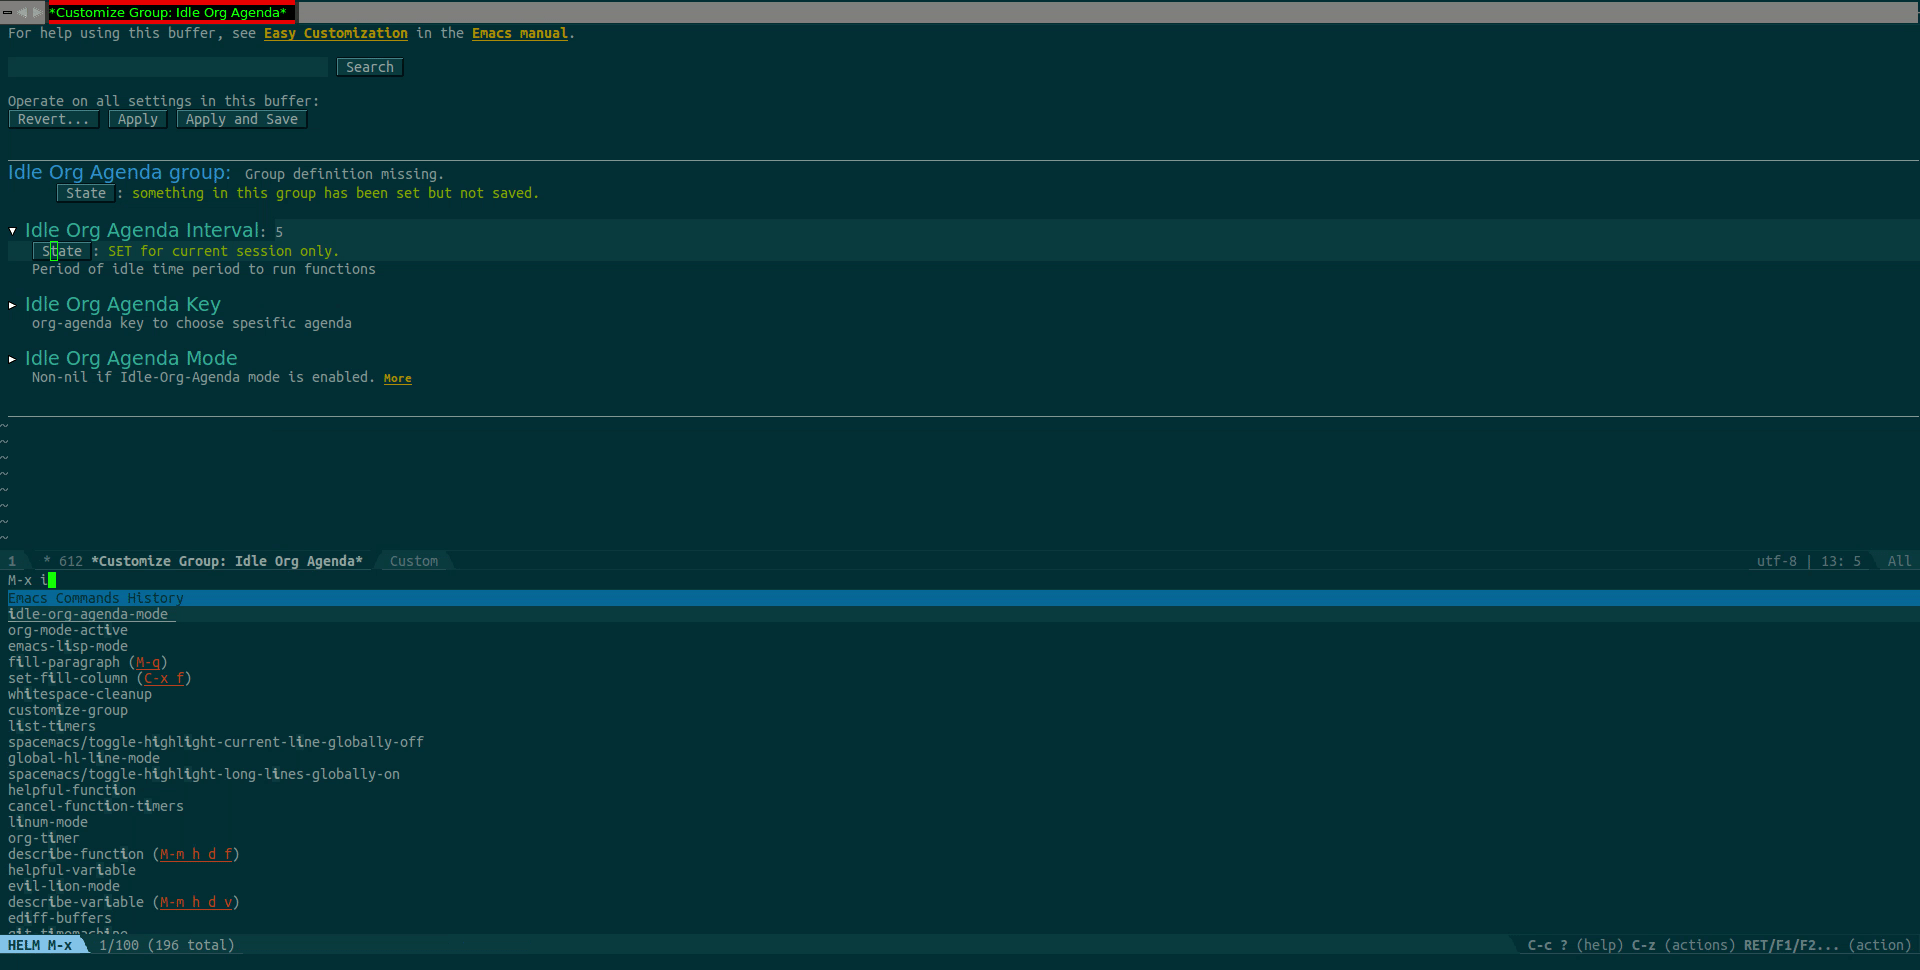 *Customize Group: Idle Org Agenda*
For help using this buffer, see Easy Customization in the Emacs manual.
Search
Operate on all settings in this buffer:
Revert... Apply Apply and Save
Idle Org Agenda group: Group definition missing.
State : something in this group has been set but not saved.
▼ Idle Org Agenda Interval: 5
State : SET for current session only.
Period of idle time period to run functions
▶ Idle Org Agenda Key
org-agenda key to choose spesific agenda
▶ Idle Org Agenda Mode
Non-nil if Idle-Org-Agenda mode is enabled. More
~
~
~
~
~
~
~
~
1 * 612 *Customize Group: Idle Org Agenda* Custom utf-8 | 13: 5 All
M-x i
Emacs Commands History
idle-org-agenda-mode
org-mode-active
emacs-lisp-mode
fill-paragraph (M-q)
set-fill-column (C-x f)
whitespace-cleanup
customize-group
list-timers
spacemacs/toggle-highlight-current-line-globally-off
global-hl-line-mode
spacemacs/toggle-highlight-long-lines-globally-on
helpful-function
cancel-function-timers
linum-mode
org-timer
describe-function (M-m h d f)
helpful-variable
evil-lion-mode
describe-variable (M-m h d v)
ediff-buffers
git-timemachine
HELM M-x 1/100 (196 total) C-c ? (help) C-z (actions) RET/F1/F2... (action)